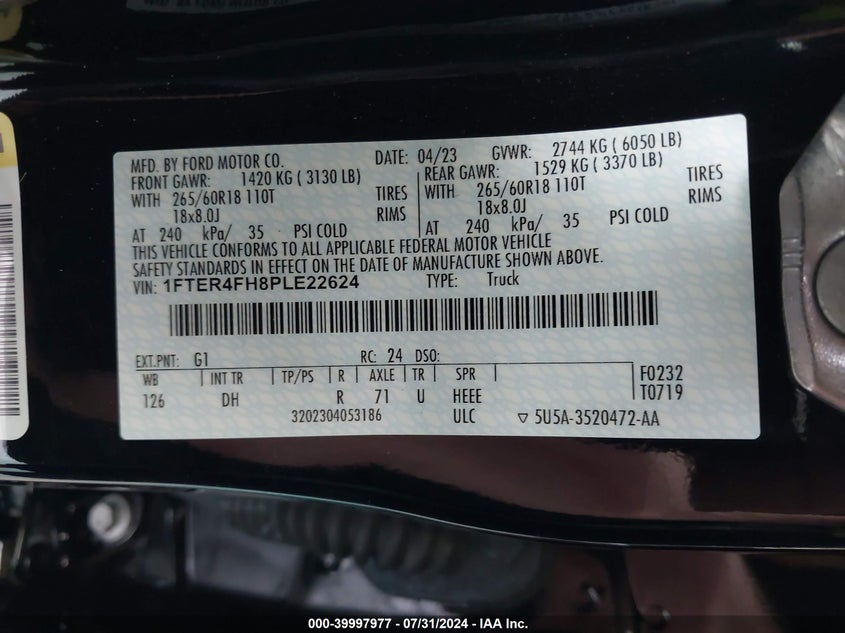 MFD. BY FORD MOTOR CO. DATE: 04/23 GVWR: 2744 KG ( 6050 LB)
FRONT GAWR: 1420 KG ( 3130 LB) REAR GAWR: 1529 KG ( 3370 LB)
WITH 265/60R18 110T TIRES WITH 265/60R18 110T TIRES
18x8.0J RIMS 18x8.0J RIMS
AT 240 kPa/ 35 PSI COLD AT 240 kPa/ 35 PSI COLD
THIS VEHICLE CONFORMS TO ALL APPLICABLE FEDERAL MOTOR VEHICLE
SAFETY STANDARDS IN EFFECT ON THE DATE OF MANUFACTURE SHOWN ABOVE.
VIN: 1FTER4FH8PLE22624 TYPE: Truck
EXT.PNT: G1 RC: 24 DSO:
WB INT TR TP/PS R AXLE TR SPR F0232
126 DH R 71 U HEEE T0719
3202304053186 ULC ▽ 5U5A-3520472-AA
000-39997977 - 07/31/2024 - IAA Inc.